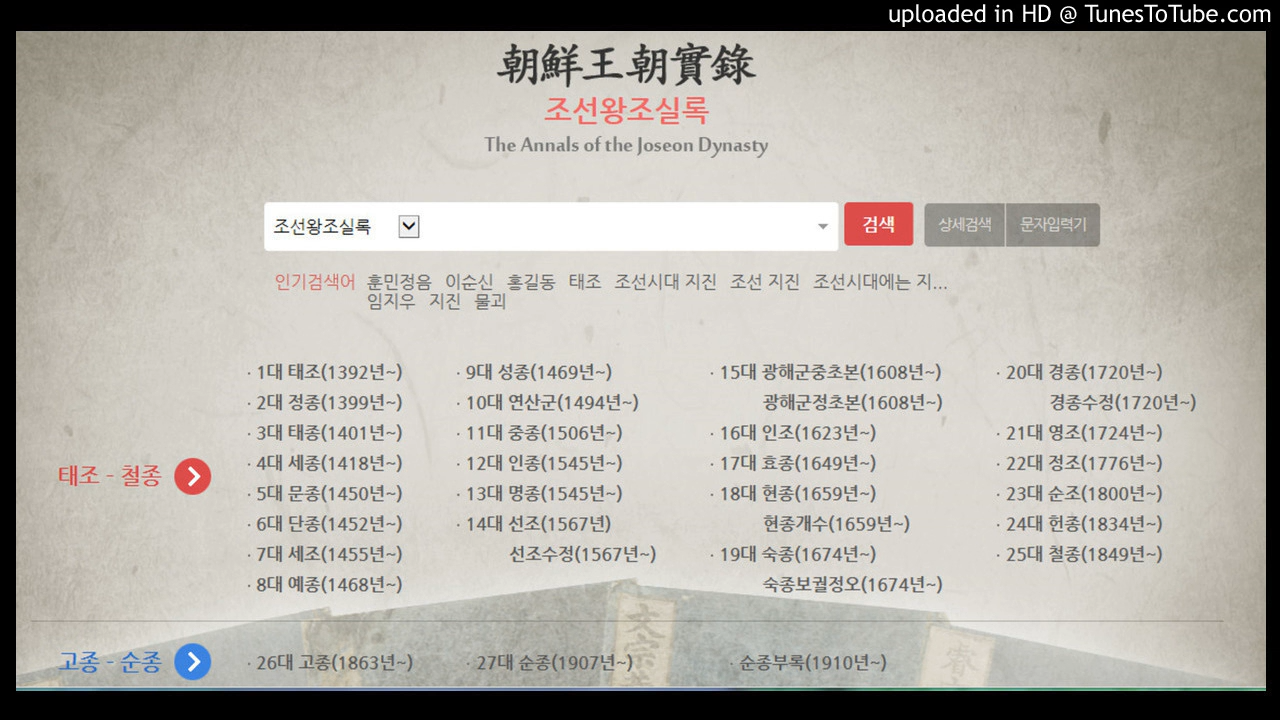 uploaded in HD @ TunesToTube.com
朝鮮王朝實錄
조선왕조실록
The Annals of the Joseon Dynasty
조선왕조실록 검색 상세검색 문자입력기
인기검색어 훈민정음 이순신 홍길동 태조 조선시대 지진 조선 지진 조선시대에는 지...
임지우 지진 물괴
태조 - 철종
· 1대 태조(1392년~)
· 2대 정종(1399년~)
· 3대 태종(1401년~)
· 4대 세종(1418년~)
· 5대 문종(1450년~)
· 6대 단종(1452년~)
· 7대 세조(1455년~)
· 8대 예종(1468년~)
· 9대 성종(1469년~)
· 10대 연산군(1494년~)
· 11대 중종(1506년~)
· 12대 인종(1545년~)
· 13대 명종(1545년~)
· 14대 선조(1567년)
선조수정(1567년~)
· 15대 광해군중초본(1608년~)
광해군정초본(1608년~)
· 16대 인조(1623년~)
· 17대 효종(1649년~)
· 18대 현종(1659년~)
현종개수(1659년~)
· 19대 숙종(1674년~)
숙종보궐정오(1674년~)
· 20대 경종(1720년~)
경종수정(1720년~)
· 21대 영조(1724년~)
· 22대 정조(1776년~)
· 23대 순조(1800년~)
· 24대 헌종(1834년~)
· 25대 철종(1849년~)
고종 - 순종
· 26대 고종(1863년~)
· 27대 순종(1907년~)
· 순종부록(1910년~)
文宗